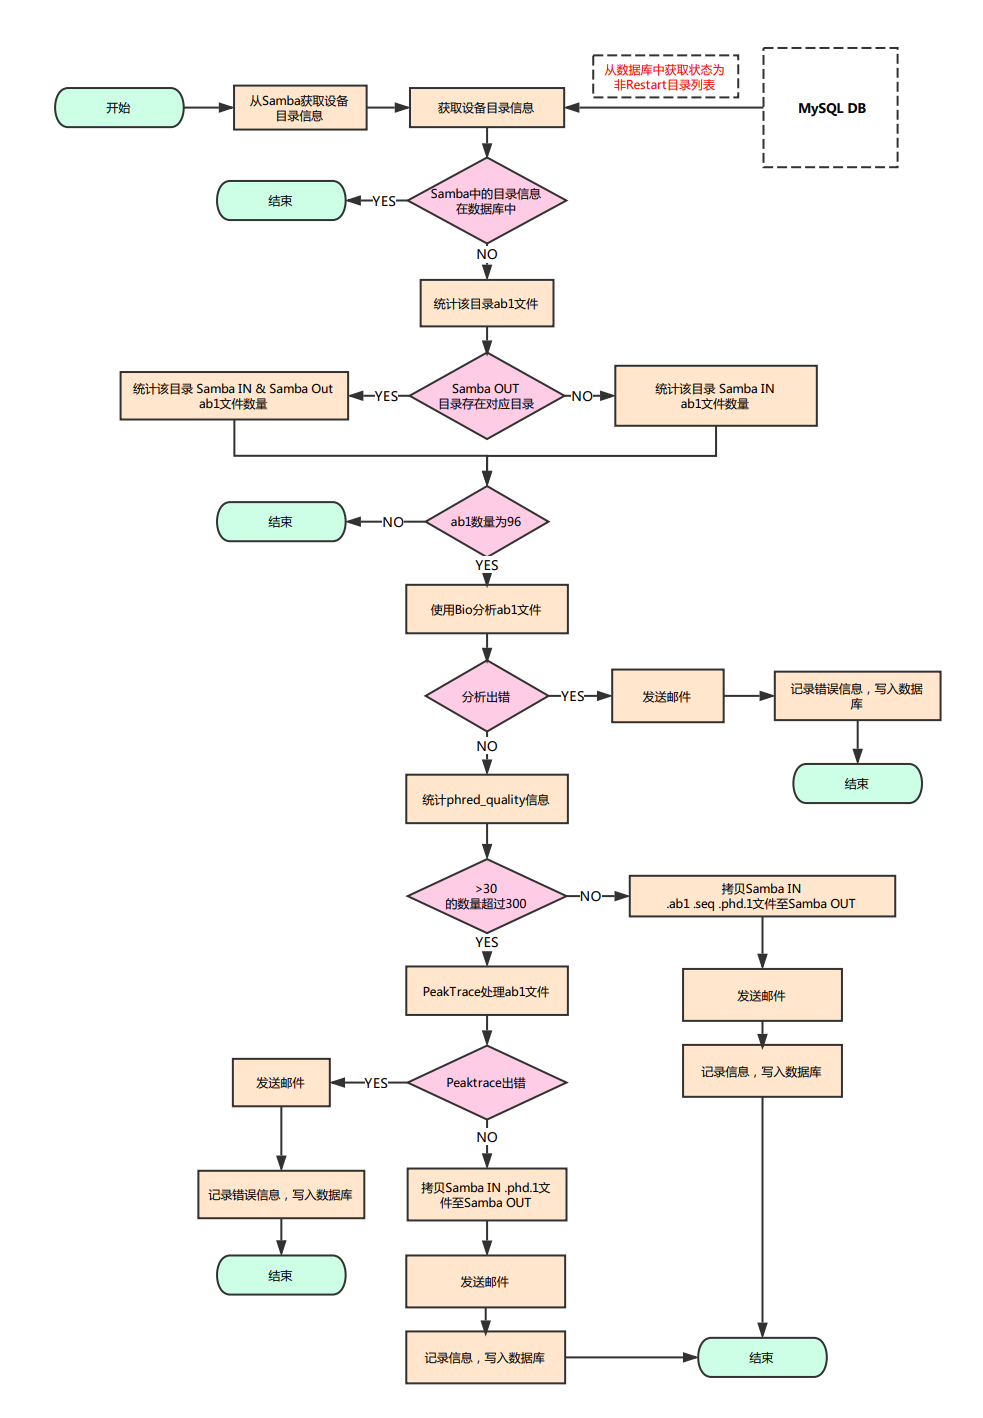 从数据库中获取状态为
非Restart目录列表
开始
从Samba获取设备
目录信息
获取设备目录信息
MySQL DB
结束
YES
Samba中的目录信息
在数据库中
NO
统计该目录ab1文件
统计该目录 Samba IN & Samba Out
ab1文件数量
YES
Samba OUT
目录存在对应目录
NO
统计该目录 Samba IN
ab1文件数量
结束
NO
ab1数量为96
YES
使用Bio分析ab1文件
分析出错
YES
发送邮件
记录错误信息，写入数据
库
NO
结束
统计phred_quality信息
>30
的数量超过300
NO
拷贝Samba IN
.ab1 .seq .phd.1文件至Samba OUT
YES
PeakTrace处理ab1文件
发送邮件
记录信息，写入数据库
发送邮件
YES
Peaktrace出错
NO
记录错误信息，写入数据库
拷贝Samba IN .phd.1文
件至Samba OUT
结束
发送邮件
记录信息，写入数据库
结束